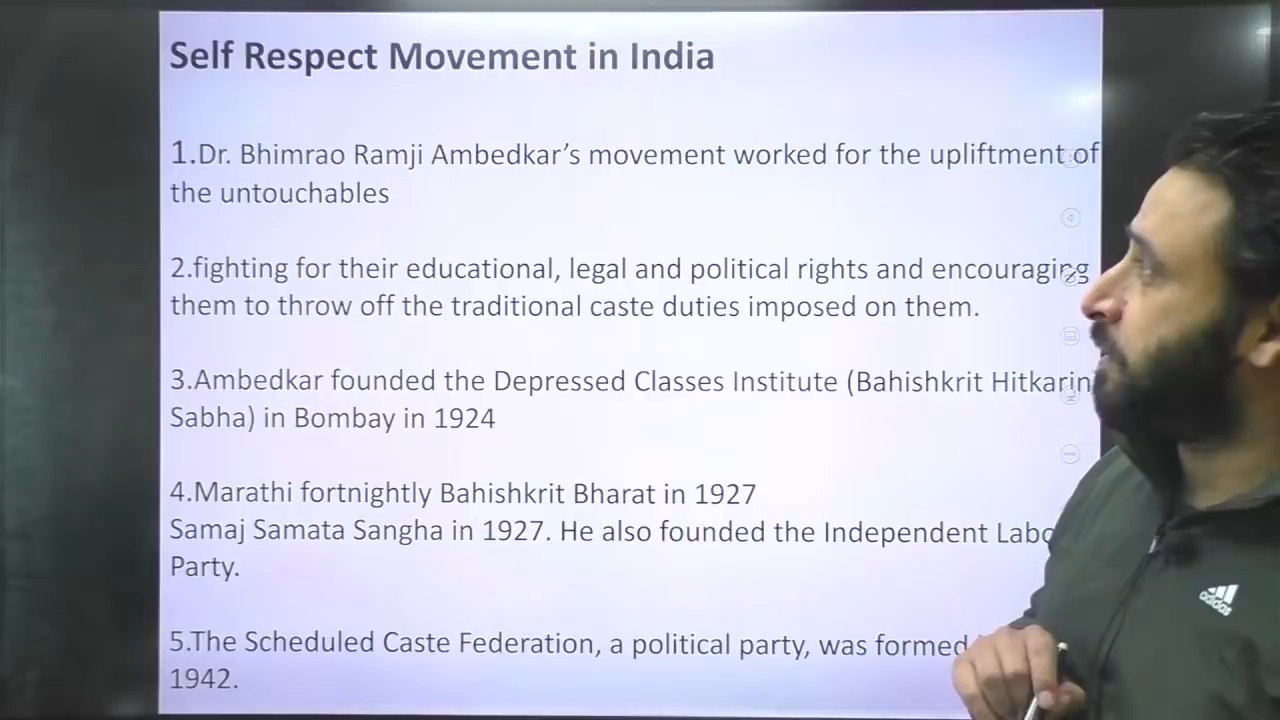 Self Respect Movement in India
1.Dr. Bhimrao Ramji Ambedkar’s movement worked for the upliftment of
the untouchables
2.fighting for their educational, legal and political rights and encouraging
them to throw off the traditional caste duties imposed on them.
3.Ambedkar founded the Depressed Classes Institute (Bahishkrit Hitkarin
Sabha) in Bombay in 1924
4.Marathi fortnightly Bahishkrit Bharat in 1927
Samaj Samata Sangha in 1927. He also founded the Independent Labo
Party.
5.The Scheduled Caste Federation, a political party, was formed
1942.
adidas